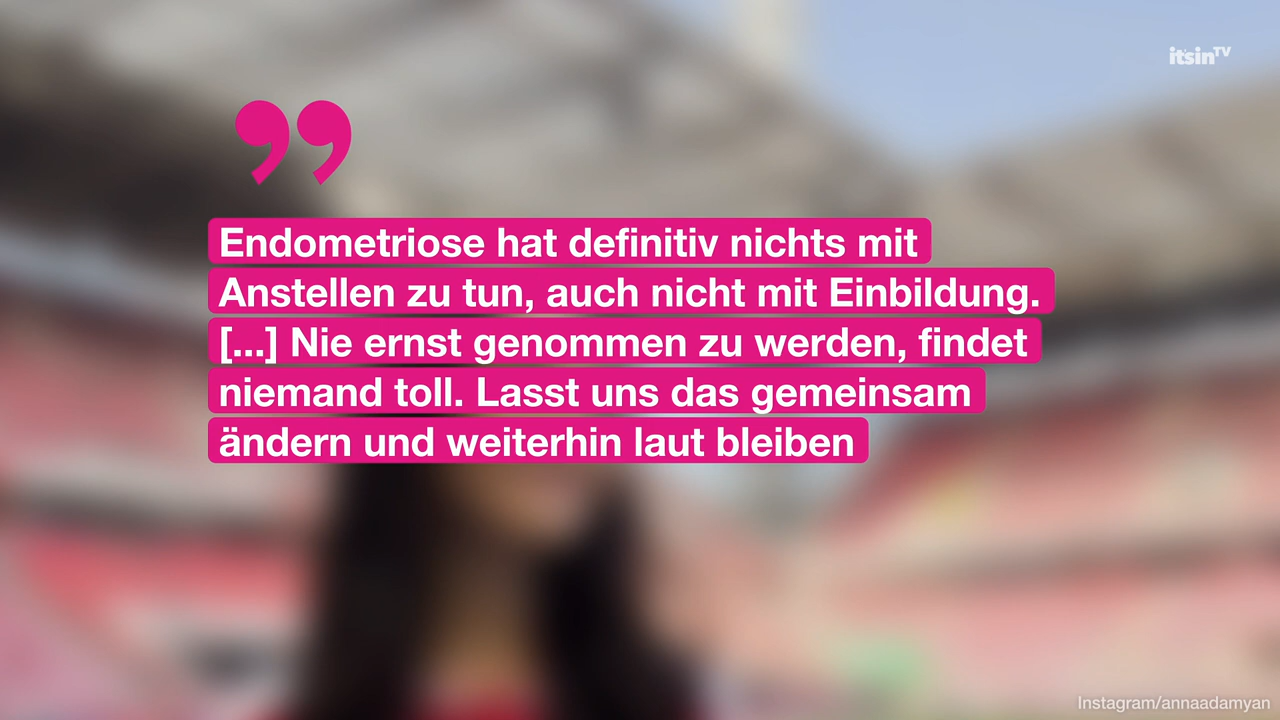 itsinTV
”
Endometriose hat definitiv nichts mit
Anstellen zu tun, auch nicht mit Einbildung.
[...] Nie ernst genommen zu werden, findet
niemand toll. Lasst uns das gemeinsam
ändern und weiterhin laut bleiben
Instagram/annaadamyan